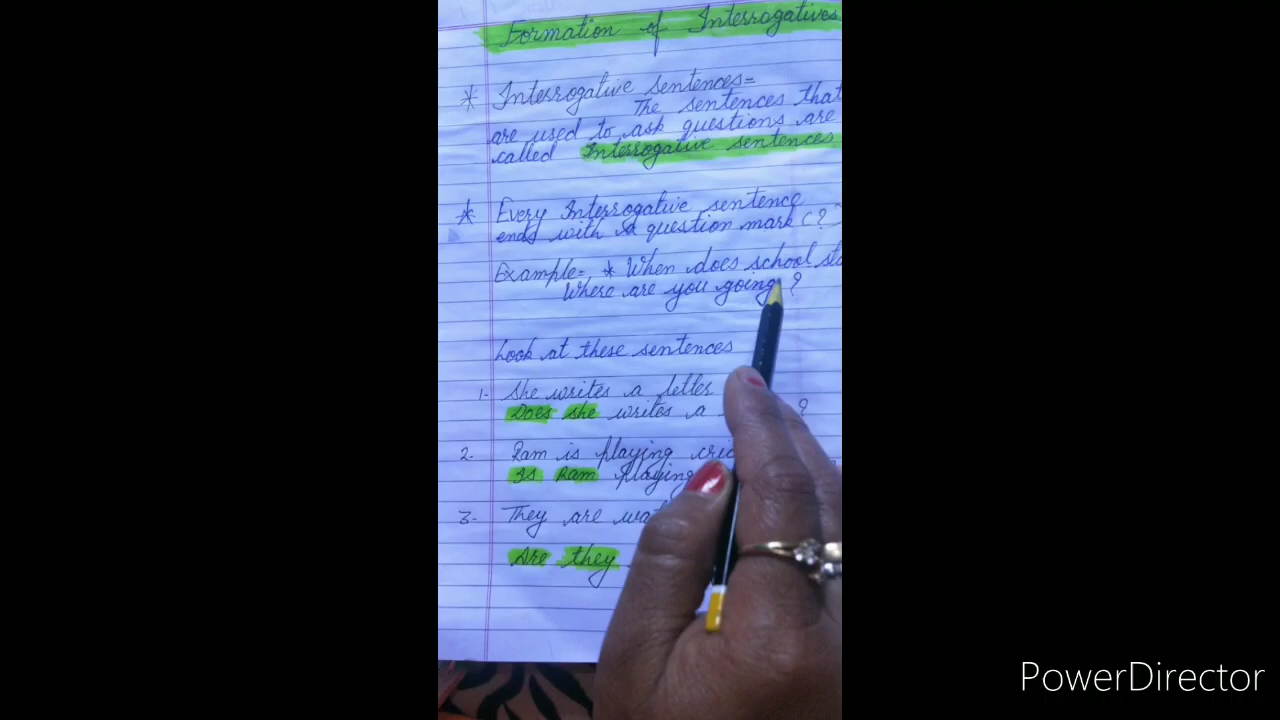 Formation of Interrogatives
* Interrogative sentences=
The sentences that
are used to ask questions are
called Interrogative sentences
* Every Interrogative sentence
ends with a question mark (?
Example= * When does school
Where are you going?
Look at these sentences
1- She writes a letter
Does she writes a ?
2- Ram is playing
Is Ram playing
3- They are
Are they
PowerDirector